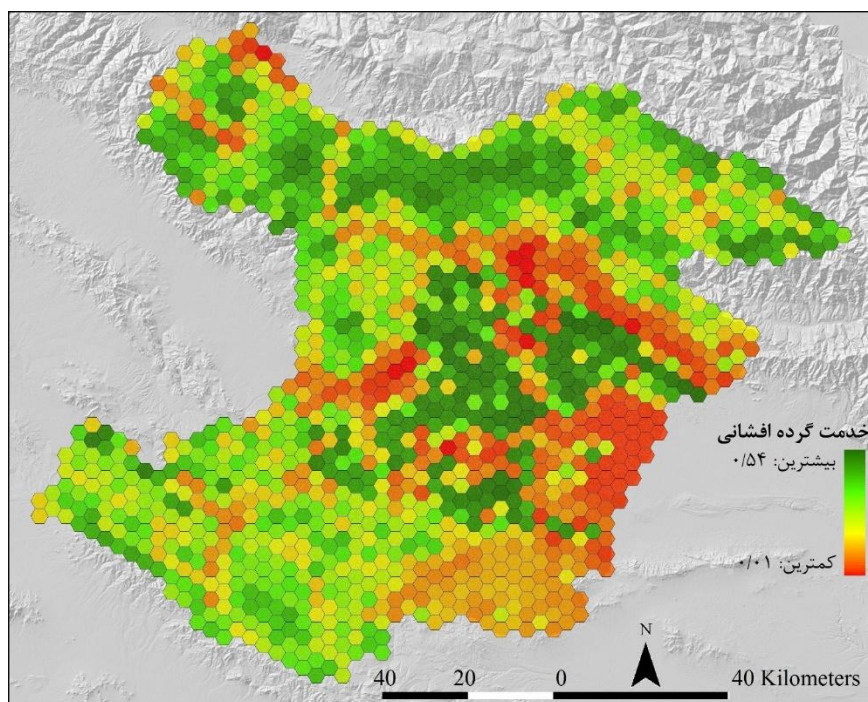 خدمت گرده افشانی
بیشترین: ۰/۵۴
کمترین: ۰/۰۱
N
40 20 0 40 Kilometers